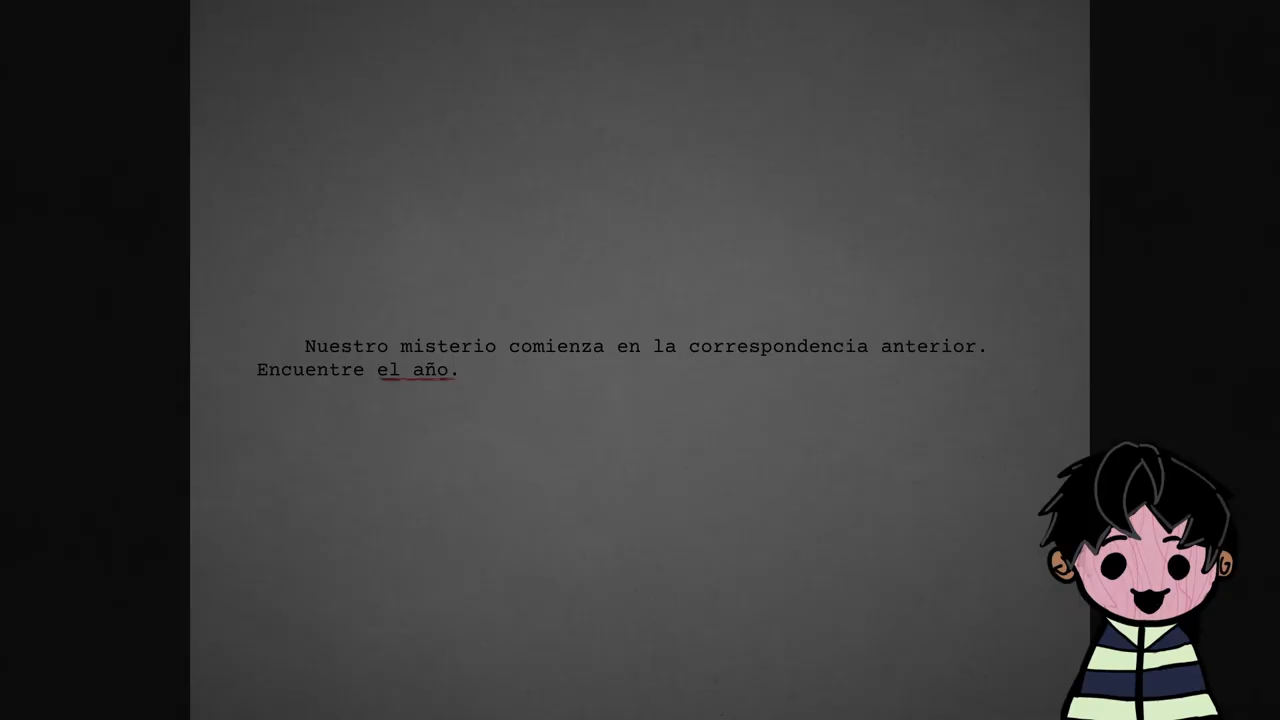 Nuestro misterio comienza en la correspondencia anterior.
Encuentre el año.